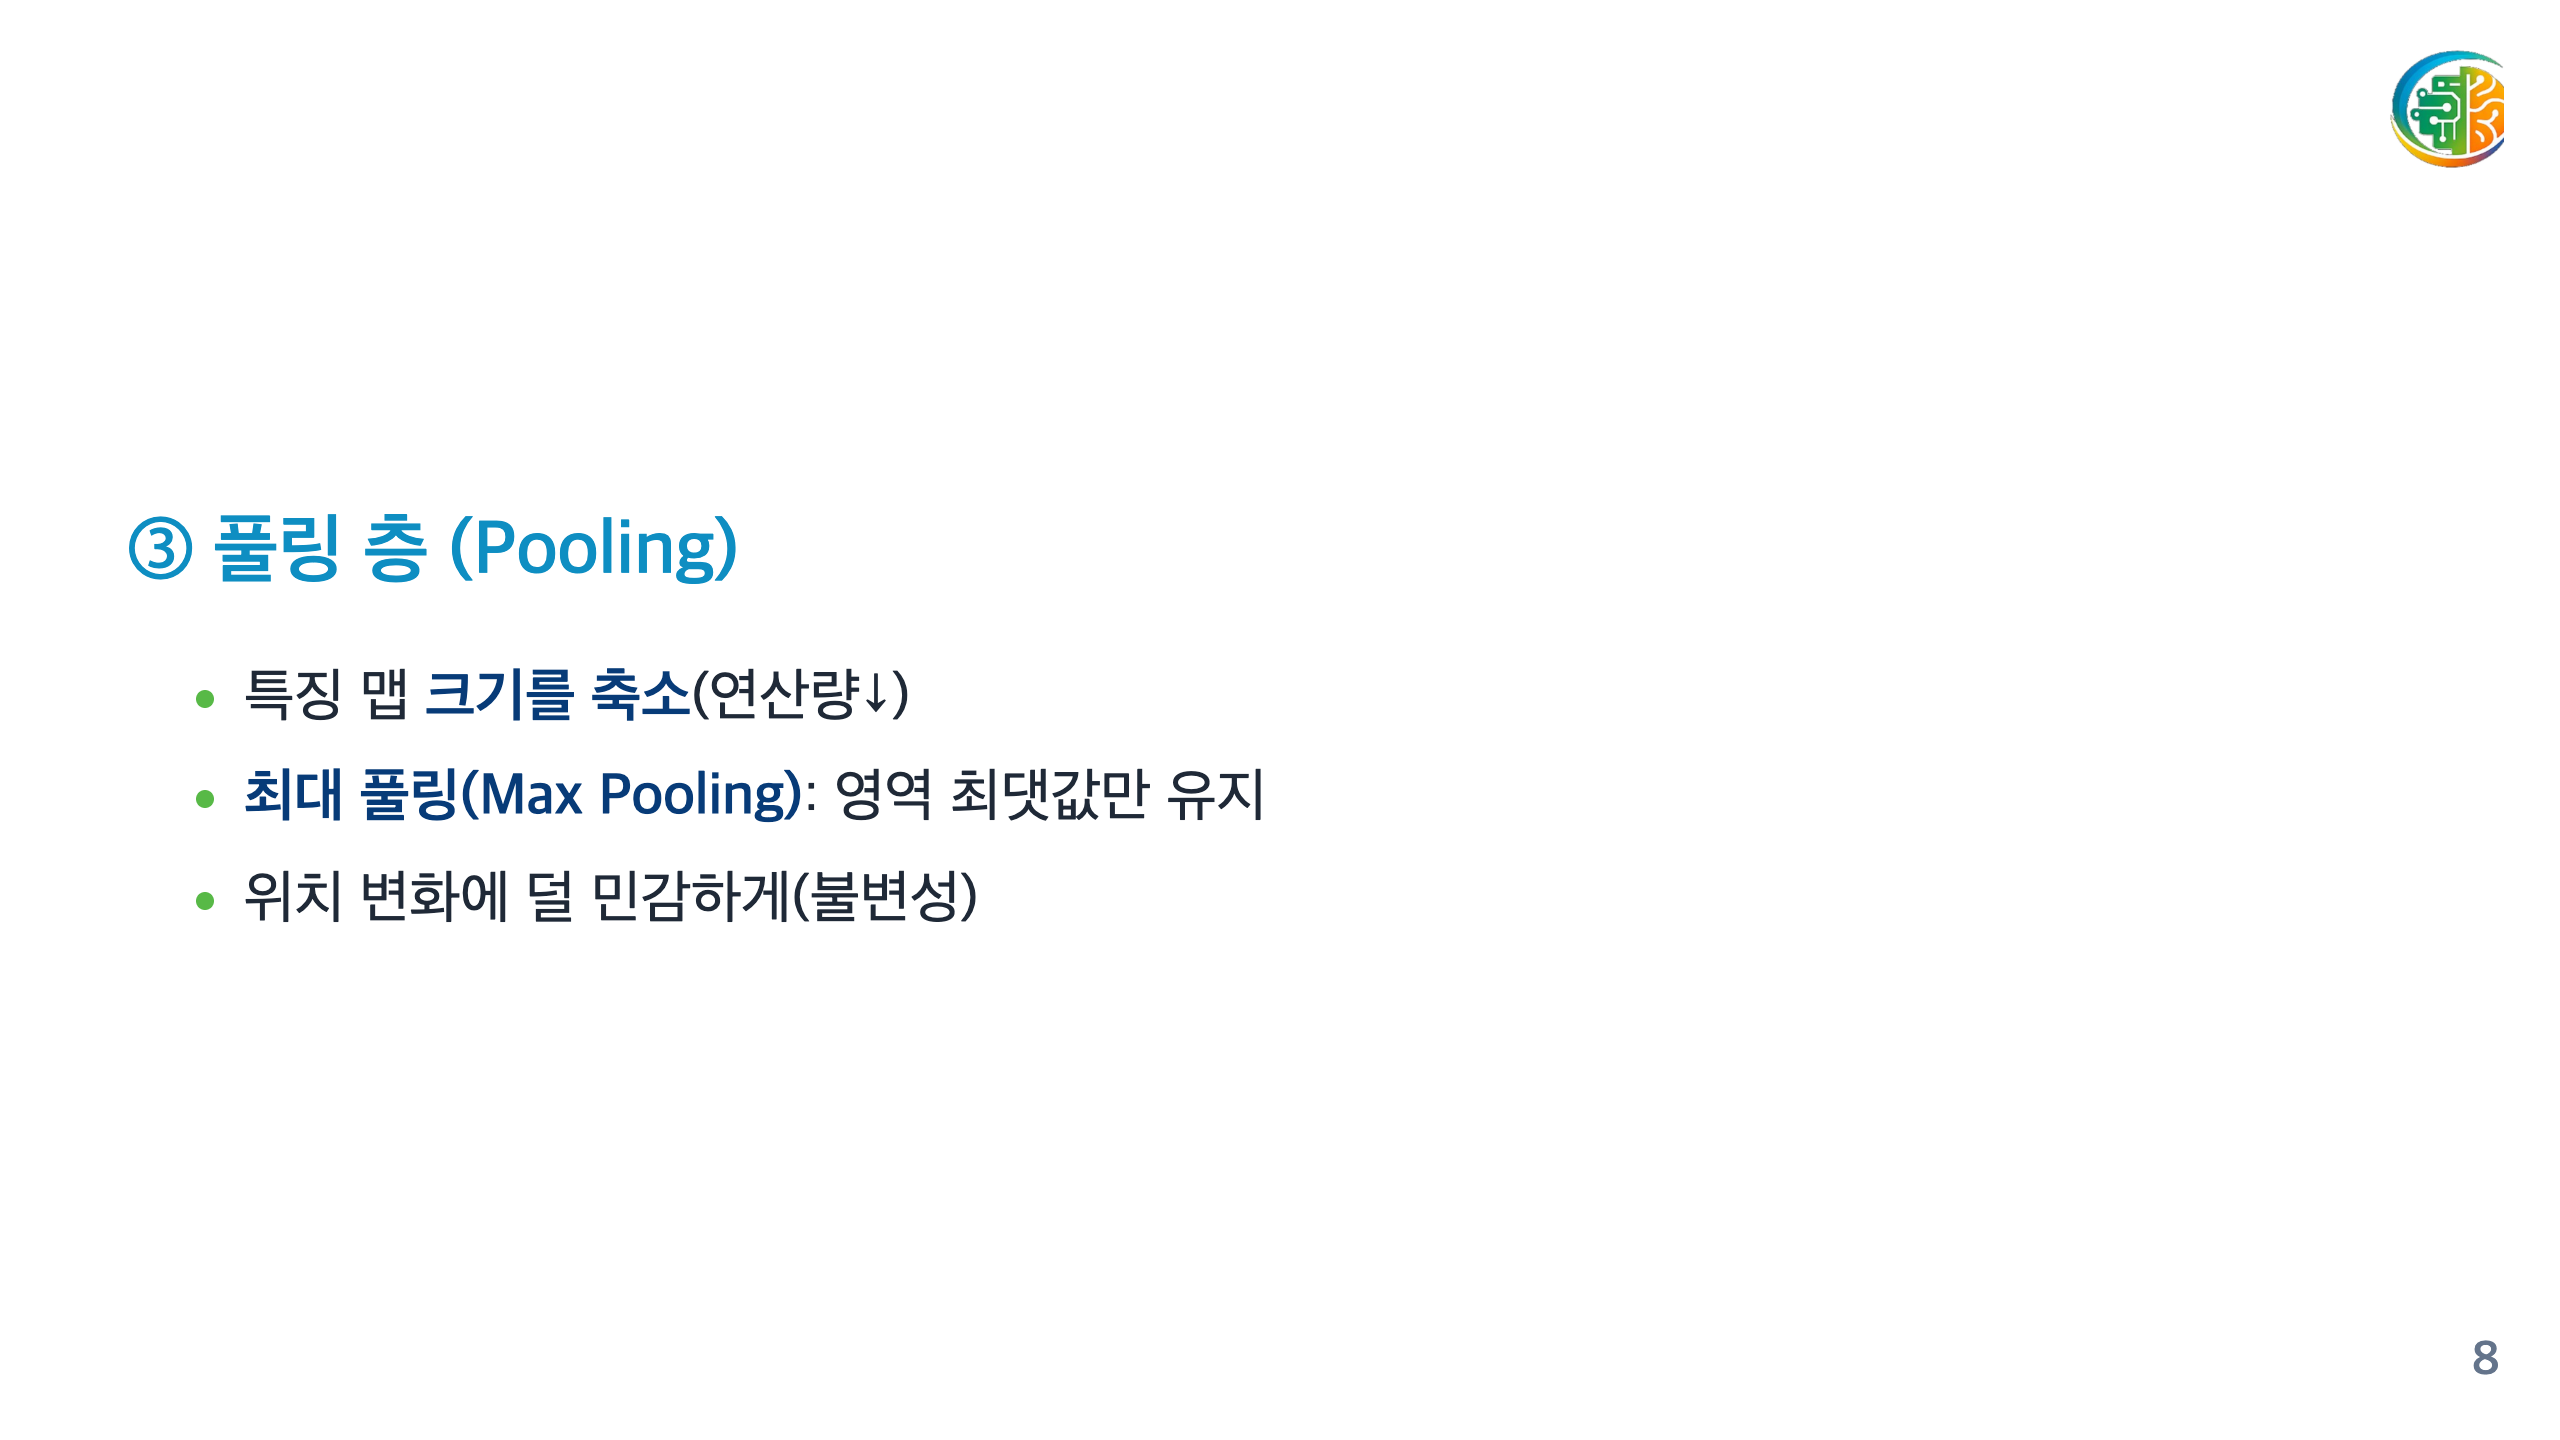 ③ 풀링 층 (Pooling)
• 특징 맵 크기를 축소(연산량↓)
• 최대 풀링(Max Pooling): 영역 최댓값만 유지
• 위치 변화에 덜 민감하게(불변성)
8